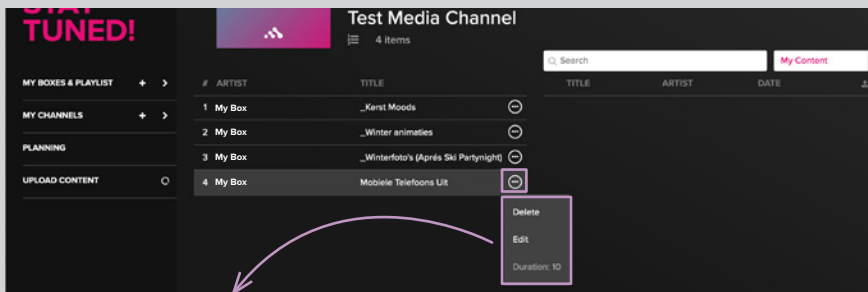 STAY
TUNED!
MY BOXES & PLAYLIST + >
MY CHANNELS + >
PLANNING
UPLOAD CONTENT
Test Media Channel
4 items
# ARTIST TITLE
1 My Box _Kerst Moods
2 My Box _Winter animaties
3 My Box _Winterfoto's (Aprés Ski Partynight)
4 My Box Mobiele Telefoons Uit
Delete
Edit
Duration: 10
Search
My Content
TITLE ARTIST DATE